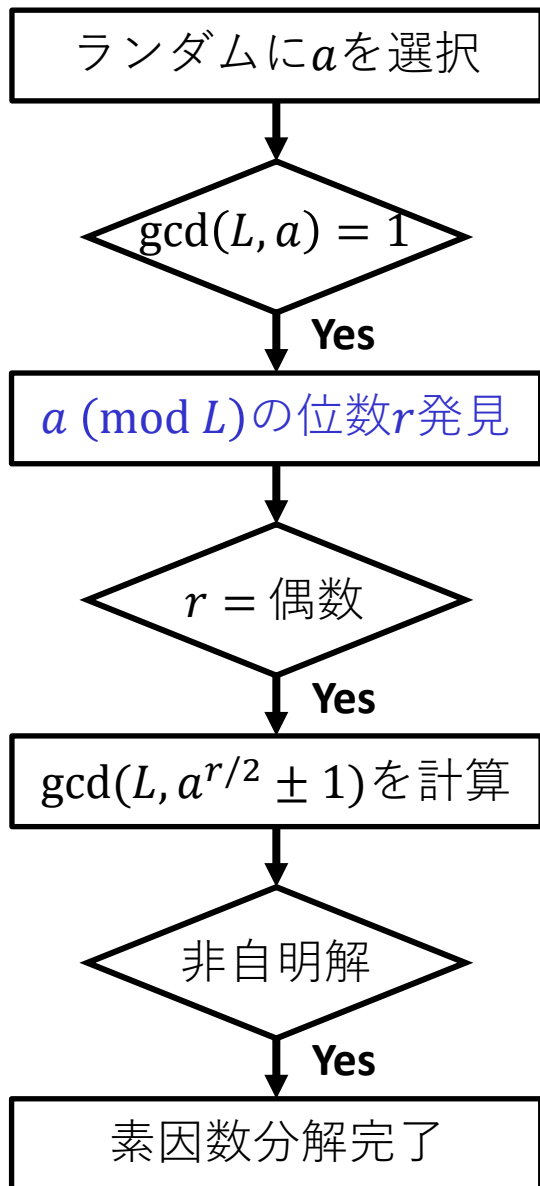 ランダムにaを選択
gcd(L, a) = 1
Yes
a (mod L)の位数r発見
r = 偶数
Yes
gcd(L, a^{r/2} ± 1)を計算
非自明解
Yes
素因数分解完了